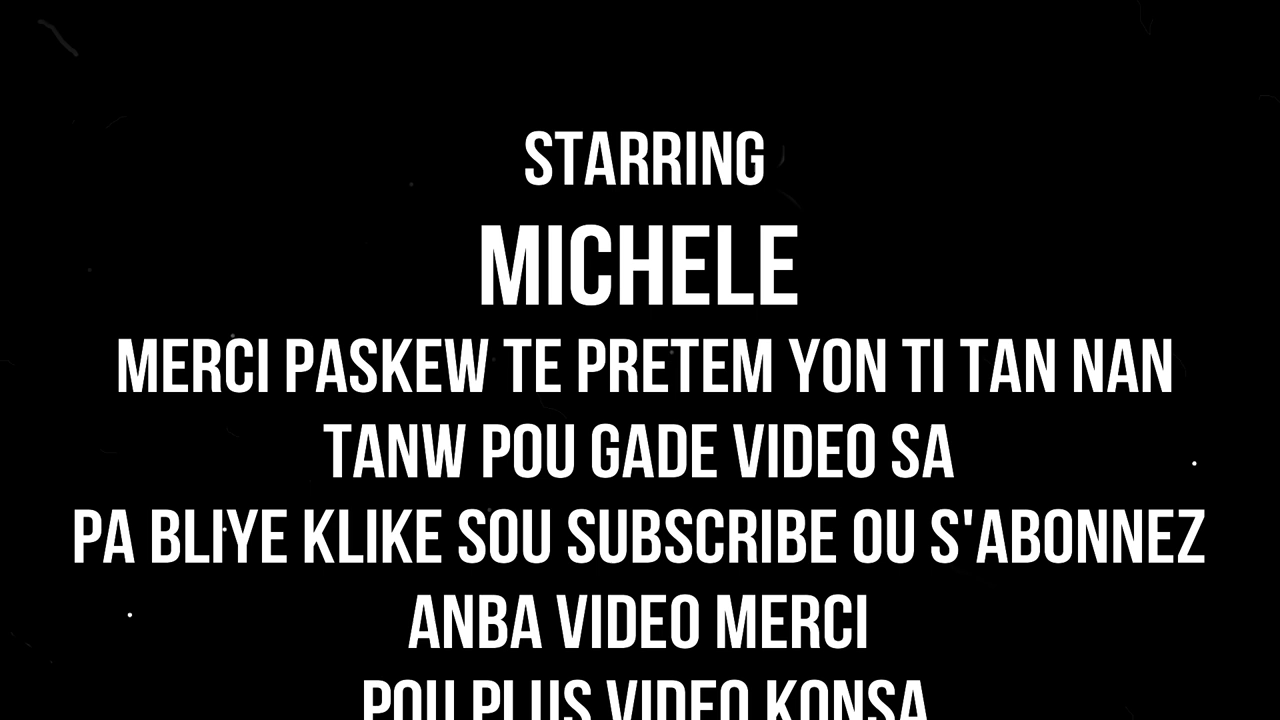 STARRING
MICHELE
MERCI PASKEW TE PRETEM YON TI TAN NAN
TANW POU GADE VIDEO SA
PA BLIYE KLIKE SOU SUBSCRIBE OU S'ABONNEZ
ANBA VIDEO MERCI
POU PLUS VIDEO KONSA